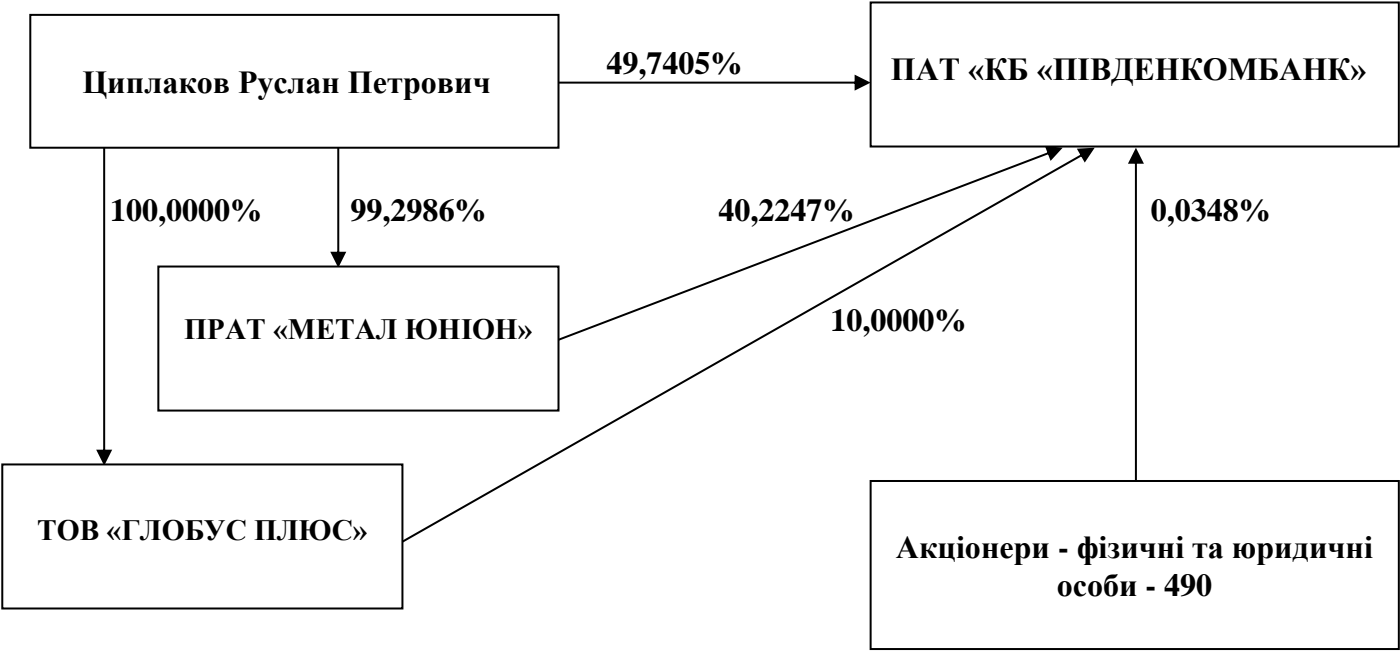 Циплаков Руслан Петрович
49,7405%
ПАТ «КБ «ПІВДЕНКОМБАНК»
100,0000%
99,2986%
40,2247%
0,0348%
ПРАТ «МЕТАЛ ЮНІОН»
10,0000%
ТОВ «ГЛОБУС ПЛЮС»
Акціонери - фізичні та юридичні
особи - 490